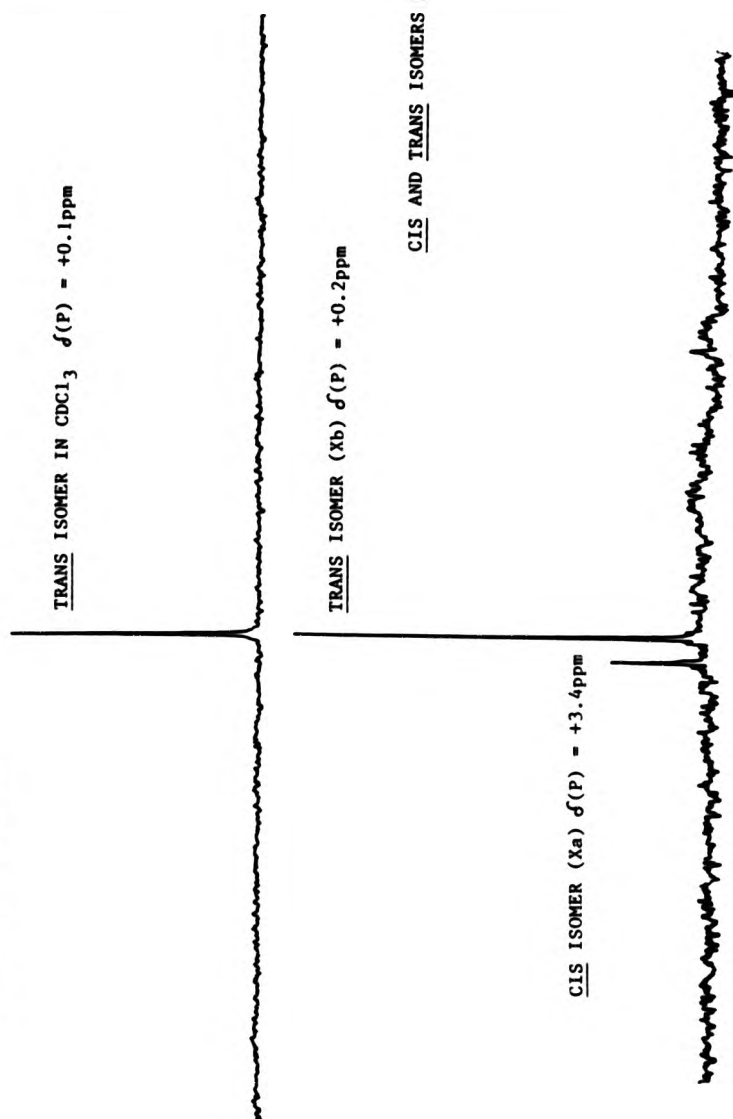 TRANS ISOMER IN CDCl3 δ(P) = +0.1ppm
TRANS ISOMER (Xb) δ(P) = +0.2ppm
CIS AND TRANS ISOMERS
CIS ISOMER (Xa) δ(P) = +3.4ppm